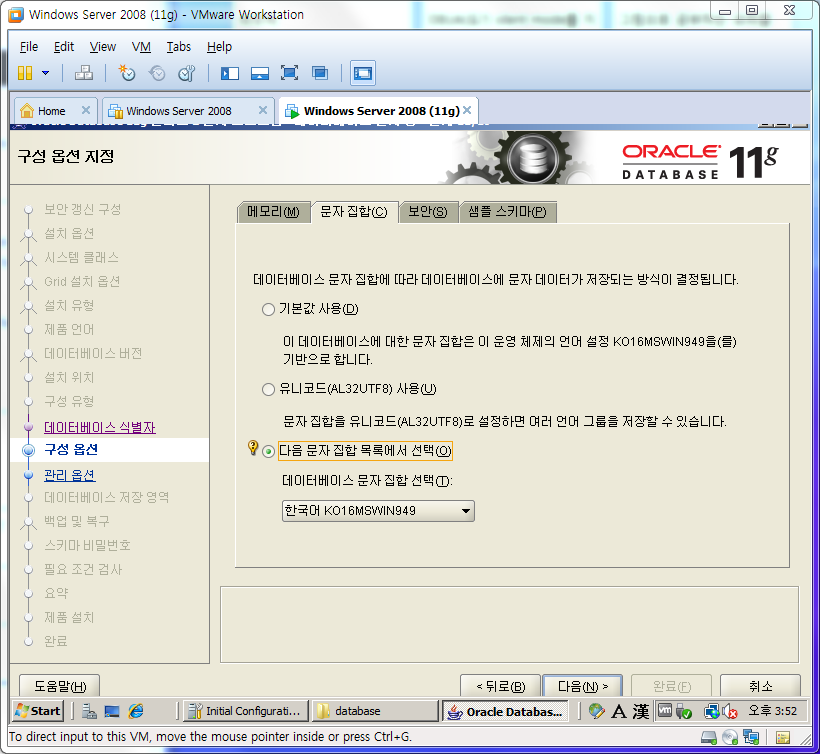 Windows Server 2008 (11g) - VMware Workstation
File Edit View VM Tabs Help
Home
Windows Server 2008
Windows Server 2008 (11g)
구성 옵션 지정
ORACLE
DATABASE 11g
보안 갱신 구성
설치 옵션
시스템 클래스
Grid 설치 옵션
설치 유형
제품 언어
데이터베이스 버전
설치 위치
구성 유형
데이터베이스 식별자
구성 옵션
관리 옵션
데이터베이스 저장 영역
백업 및 복구
스키마 비밀번호
필요 조건 검사
요약
제품 설치
완료
메모리(M) 문자 집합(C) 보안(S) 샘플 스키마(P)
데이터베이스 문자 집합에 따라 데이터베이스에 문자 데이터가 저장되는 방식이 결정됩니다.
기본값 사용(D)
이 데이터베이스에 대한 문자 집합은 이 운영 체제의 언어 설정 KO16MSWIN949을(를)
기반으로 합니다.
유니코드(AL32UTF8) 사용(U)
문자 집합을 유니코드(AL32UTF8)로 설정하면 여러 언어 그룹을 저장할 수 있습니다.
다음 문자 집합 목록에서 선택(O)
데이터베이스 문자 집합 선택(T):
한국어 KO16MSWIN949
도움말(H) < 뒤로(B) 다음(N) > 완료(F) 취소
Start Initial Configurati... database Oracle Databas... A 漢 vm 오후 3:52
To direct input to this VM, move the mouse pointer inside or press Ctrl+G.